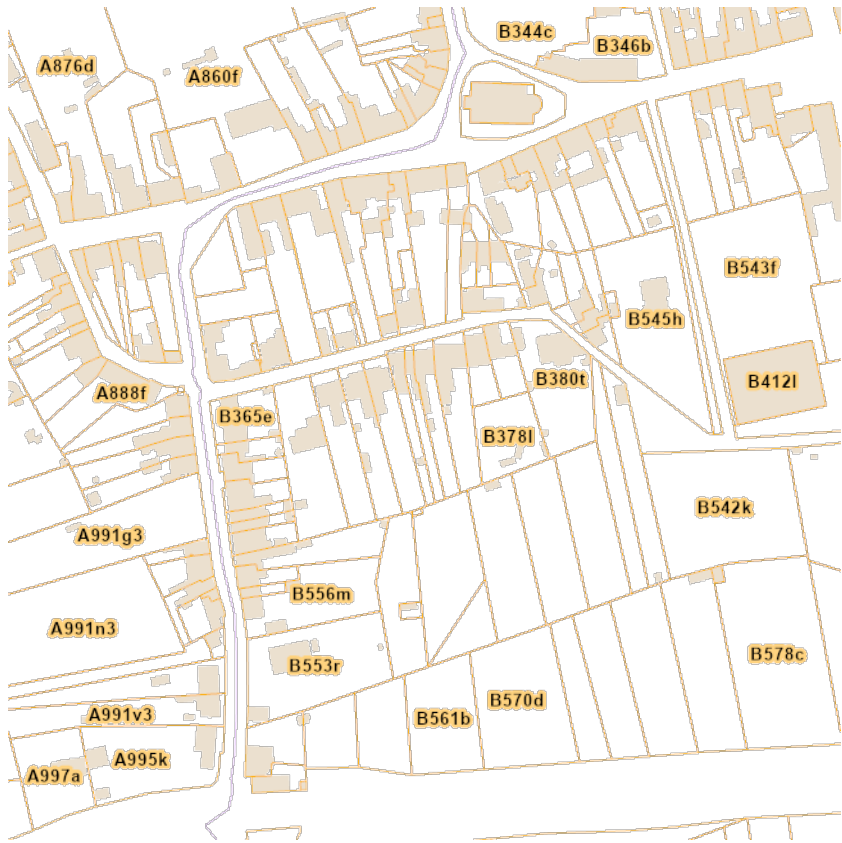 B344c
B346b
A876d
A860f
B543f
B545h
B380t
B412l
A888f
B365e
B378l
B542k
A991g3
B556m
A991n3
B553r
B578c
B570d
A991v3
B561b
A995k
A997a